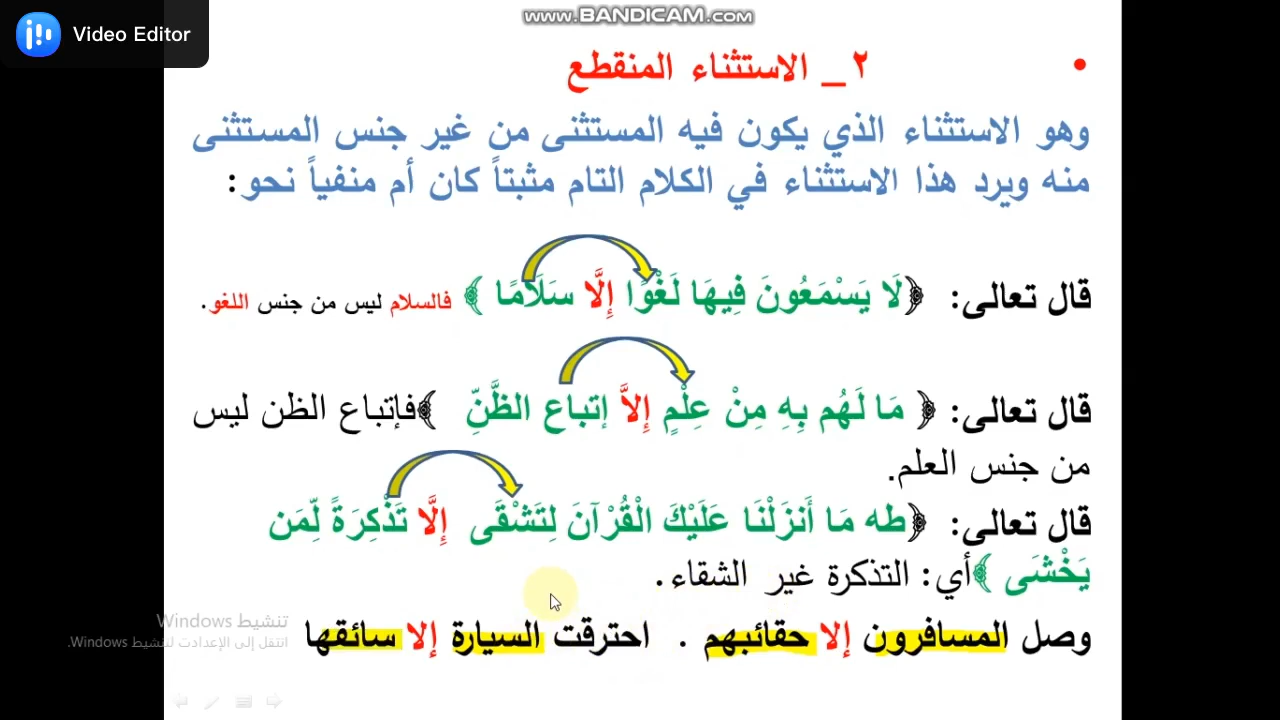 www.BANDICAM.com
Video Editor
٢_ الاستثناء المنقطع
وهو الاستثناء الذي يكون فيه المستثنى من غير جنس المستثنى
منه ويرد هذا الاستثناء في الكلام التام مثبتاً كان أم منفياً نحو:
قال تعالى: ﴿لَا يَسْمَعُونَ فِيهَا لَغْوًا إِلَّا سَلَامًا ﴾ فالسلام ليس من جنس اللغو.
قال تعالى: ﴿ مَا لَهُم بِهِ مِنْ عِلْمٍ إِلاَّ إتباع الظَّنِّ ﴾فإتباع الظن ليس
من جنس العلم.
قال تعالى: ﴿طه مَا أَنزَلْنَا عَلَيْكَ الْقُرْآنَ لِتَشْقَى إِلَّا تَذْكِرَةً لِّمَن
يَخْشَى ﴾أي: التذكرة غير الشقاء.
وصل المسافرون إلا حقائبهم . احترقت السيارة إلا سائقها
تنشيط Windows
انتقل إلى الإعدادات لتنشيط Windows.